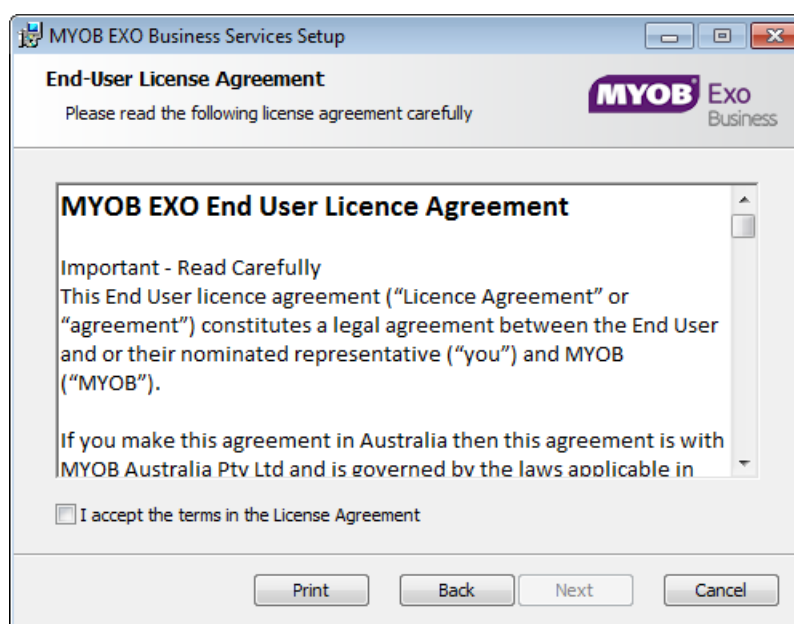 MYOB EXO Business Services Setup
End-User License Agreement
Please read the following license agreement carefully
MYOB Exo
Business
MYOB EXO End User Licence Agreement
Important - Read Carefully
This End User licence agreement (“Licence Agreement” or
“agreement”) constitutes a legal agreement between the End User
and or their nominated representative (“you”) and MYOB
(“MYOB”).
If you make this agreement in Australia then this agreement is with
MYOB Australia Pty Ltd and is governed by the laws applicable in
I accept the terms in the License Agreement
Print Back Next Cancel